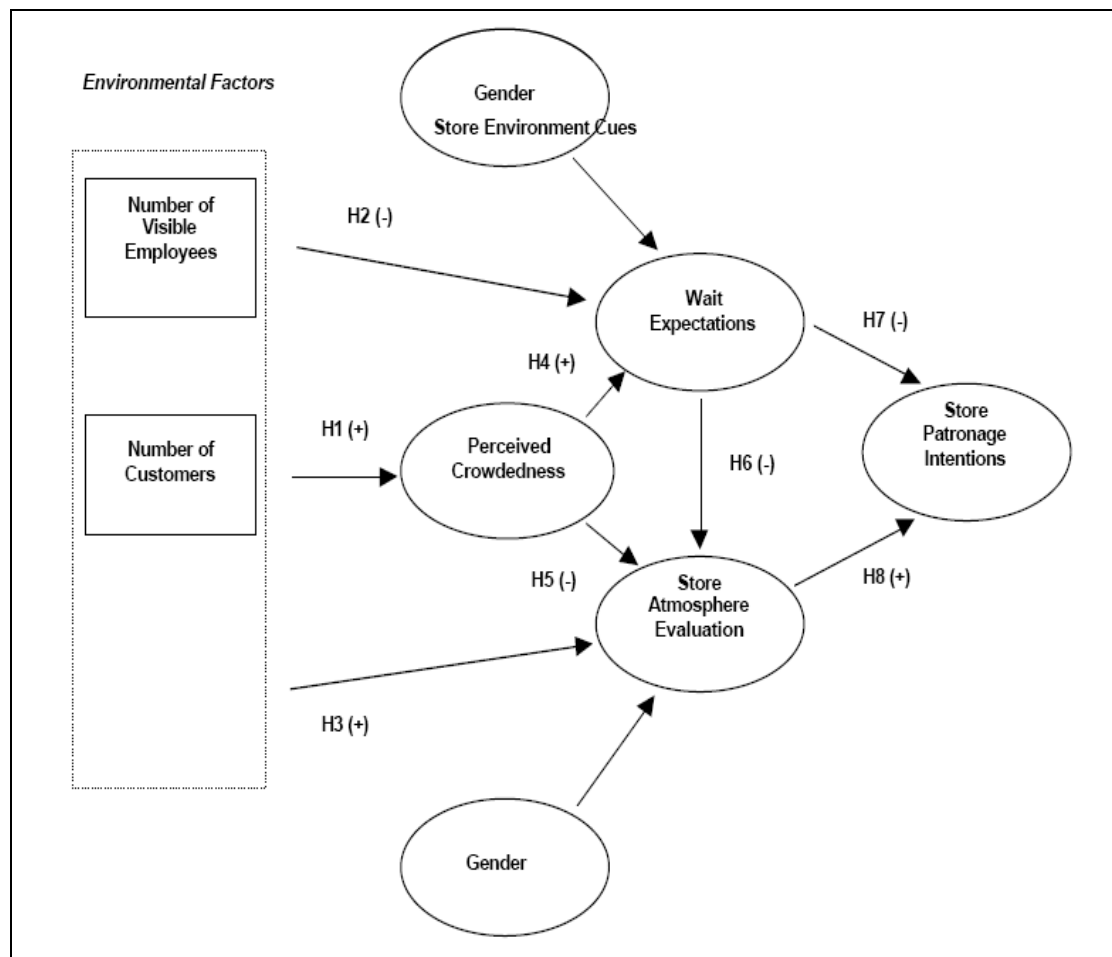 Environmental Factors
Gender
Store Environment Cues
Number of
Visible
Employees
H2 (-)
Wait
Expectations
H7 (-)
H4 (+)
Number of
Customers
H1 (+)
Perceived
Crowdedness
H6 (-)
Store
Patronage
Intentions
H5 (-)
Store
Atmosphere
Evaluation
H8 (+)
H3 (+)
Gender